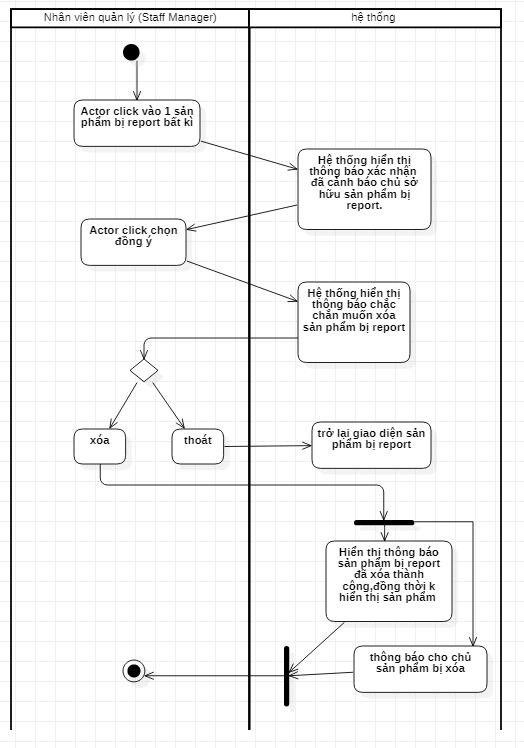 Nhân viên quản lý (Staff Manager)
hệ thống
Actor click vào 1 sản
phẩm bị report bất kì
Hệ thống hiển thị
thông báo xác nhận
đã cảnh báo chủ sở
hữu sản phẩm bị
report.
Actor click chọn
đồng ý
Hệ thống hiển thị
thông báo chắc
chắn muốn xóa
sản phẩm bị report
xóa
thoát
trở lại giao diện sản
phẩm bị report
Hiển thị thông báo
sản phẩm bị report
đã xóa thành
công,đồng thời k
hiển thị sản phẩm
thông báo cho chủ
sản phẩm bị xóa